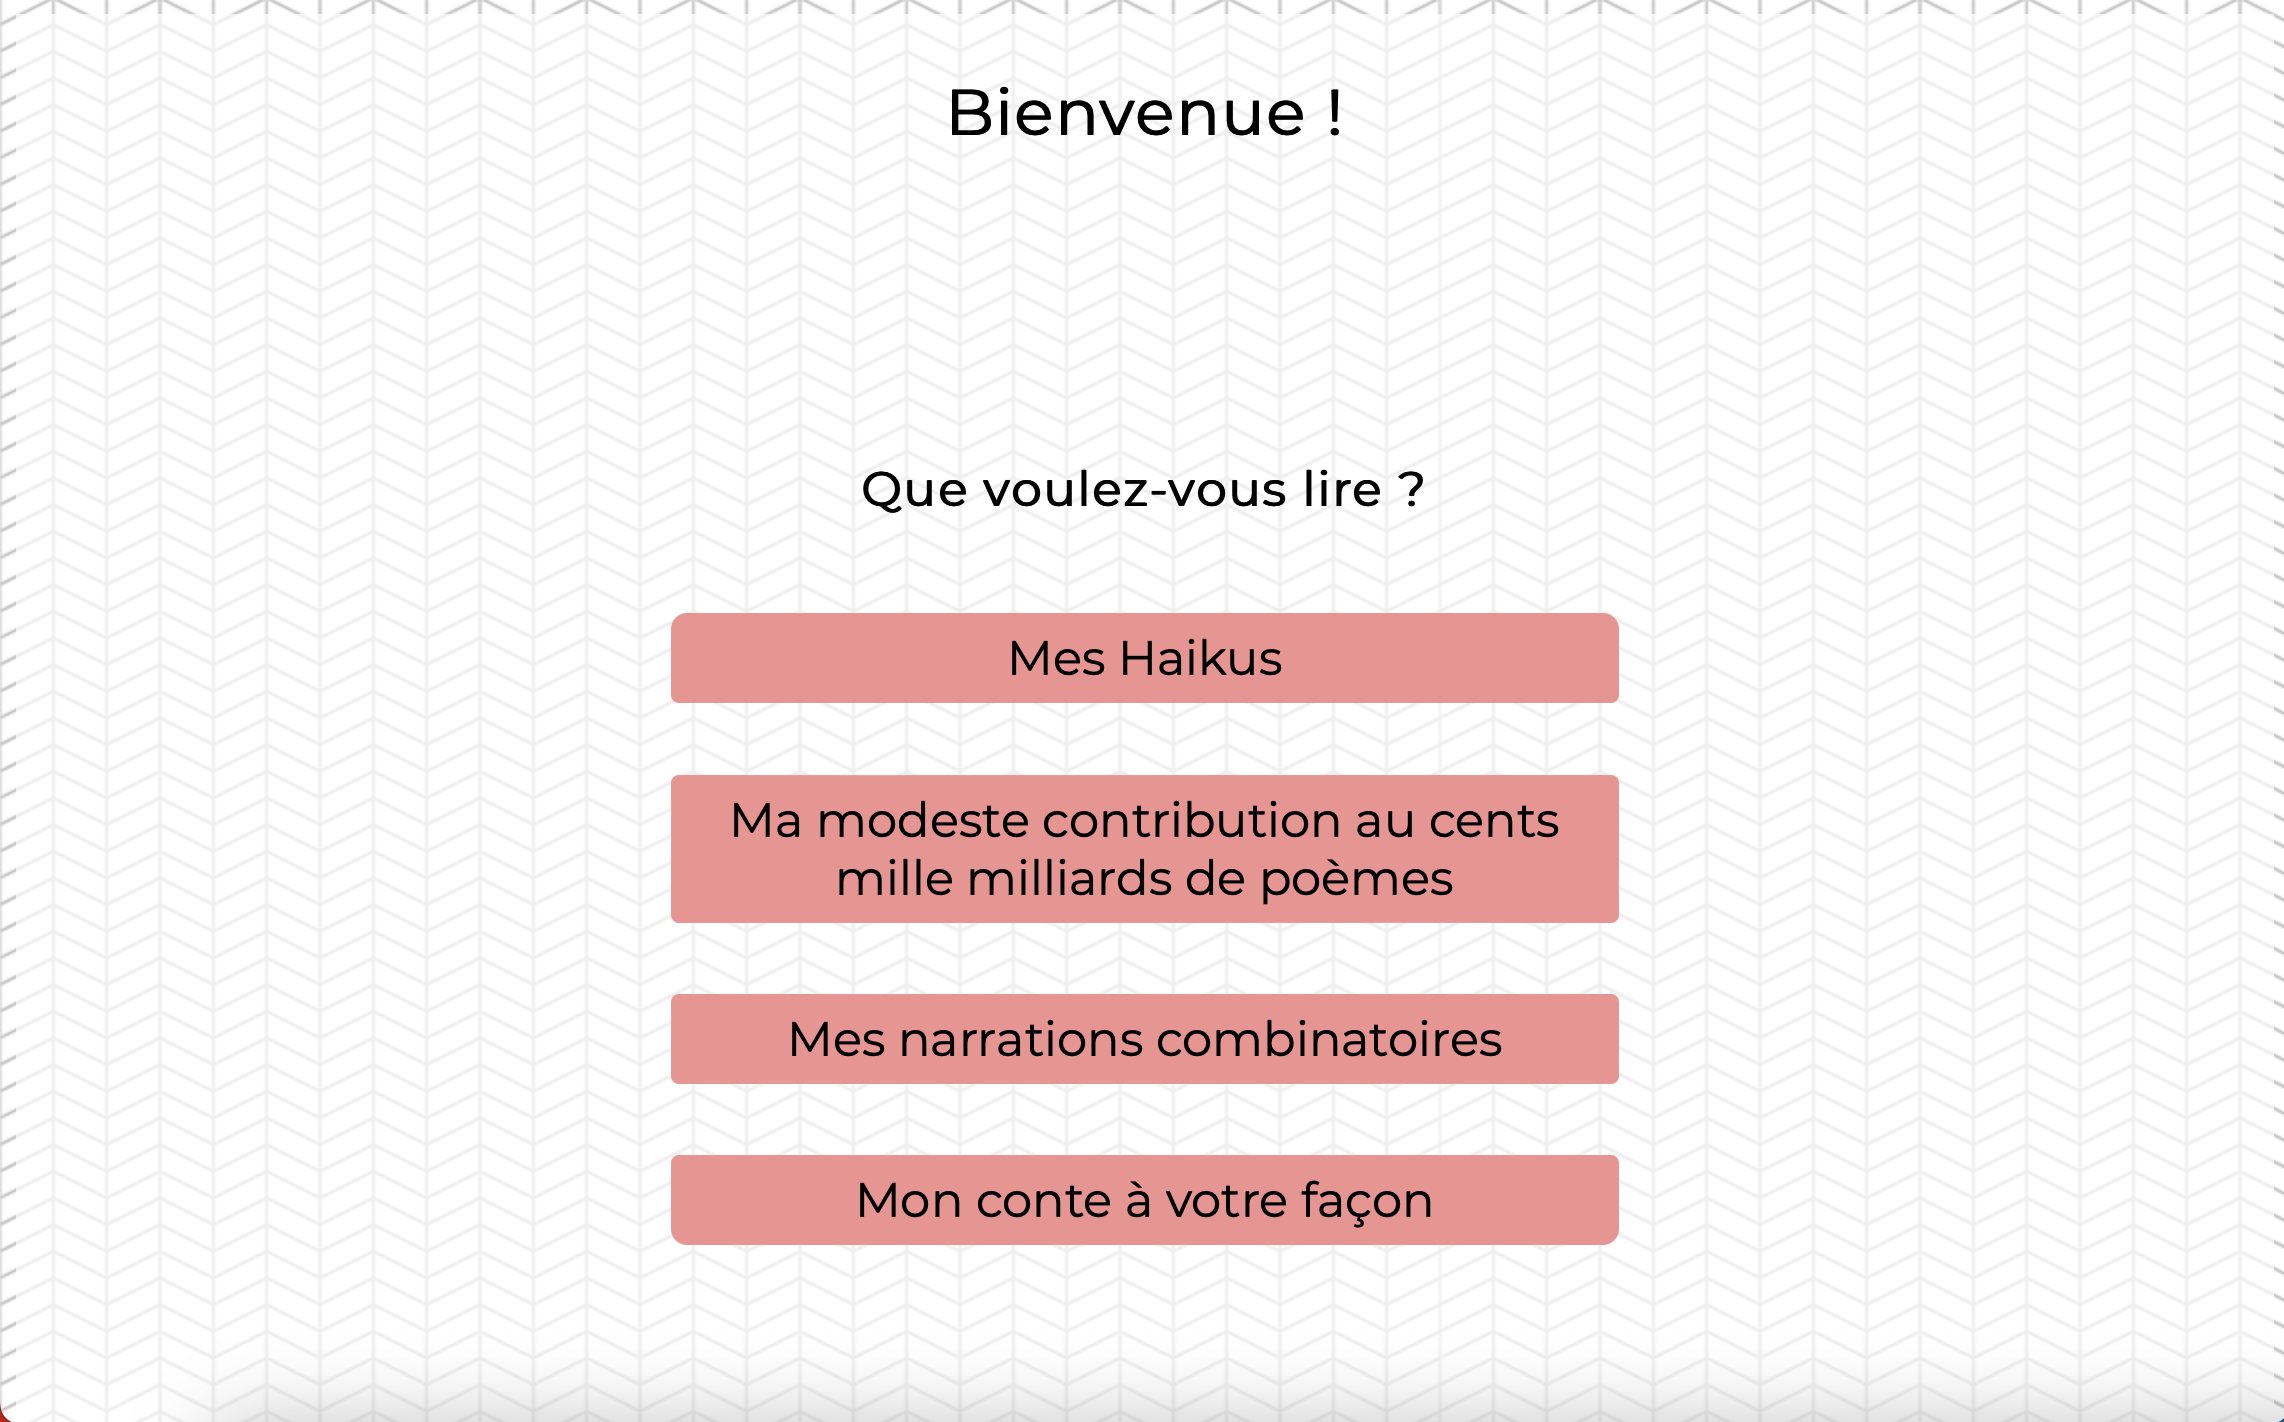 Bienvenue !
Que voulez-vous lire ?
Mes Haikus
Ma modeste contribution au cents
mille milliards de poèmes
Mes narrations combinatoires
Mon conte à votre façon